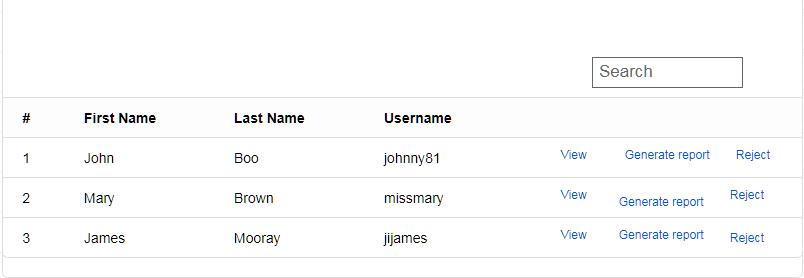 Search
# First Name Last Name Username
1 John Boo johnny81 View Generate report Reject
2 Mary Brown missmary View Generate report Reject
3 James Mooray jijames View Generate report Reject